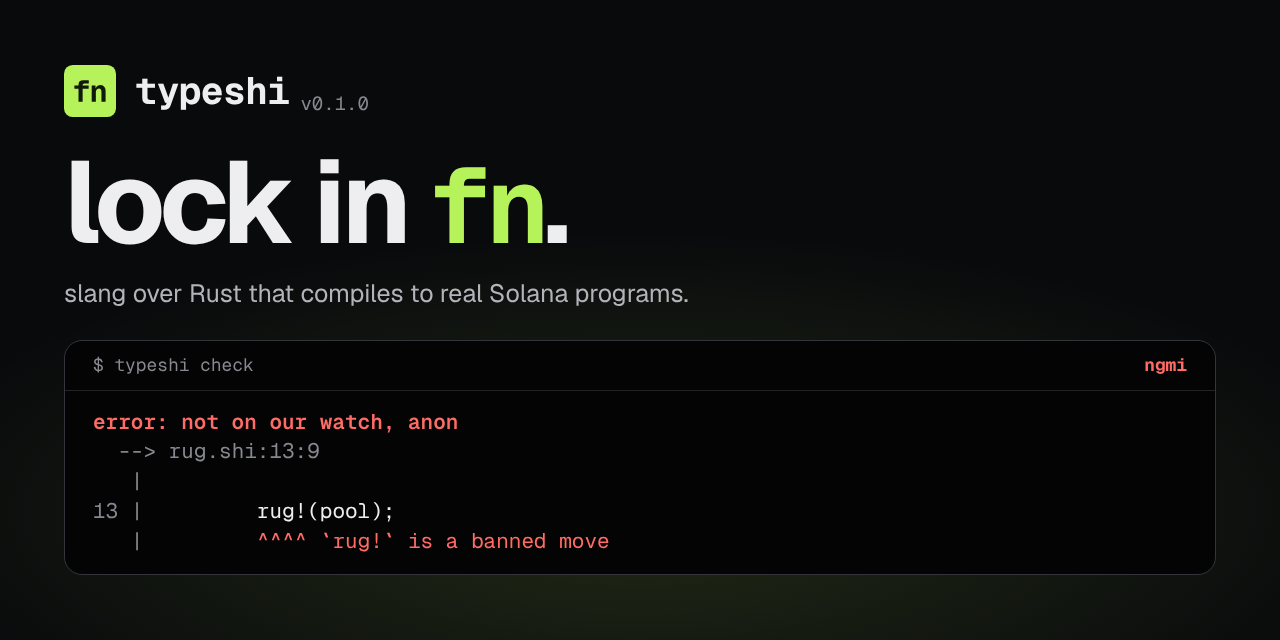 fn typeshi v0.1.0
lock in fn.
slang over Rust that compiles to real Solana programs.
$ typeshi check ngmi
error: not on our watch, anon
--> rug.shi:13:9
|
13 | rug!(pool);
| ^^^^ `rug!` is a banned move